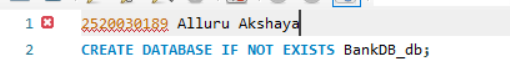 1 2520030189 Alluru Akshaya
2 CREATE DATABASE IF NOT EXISTS BankDB_db;